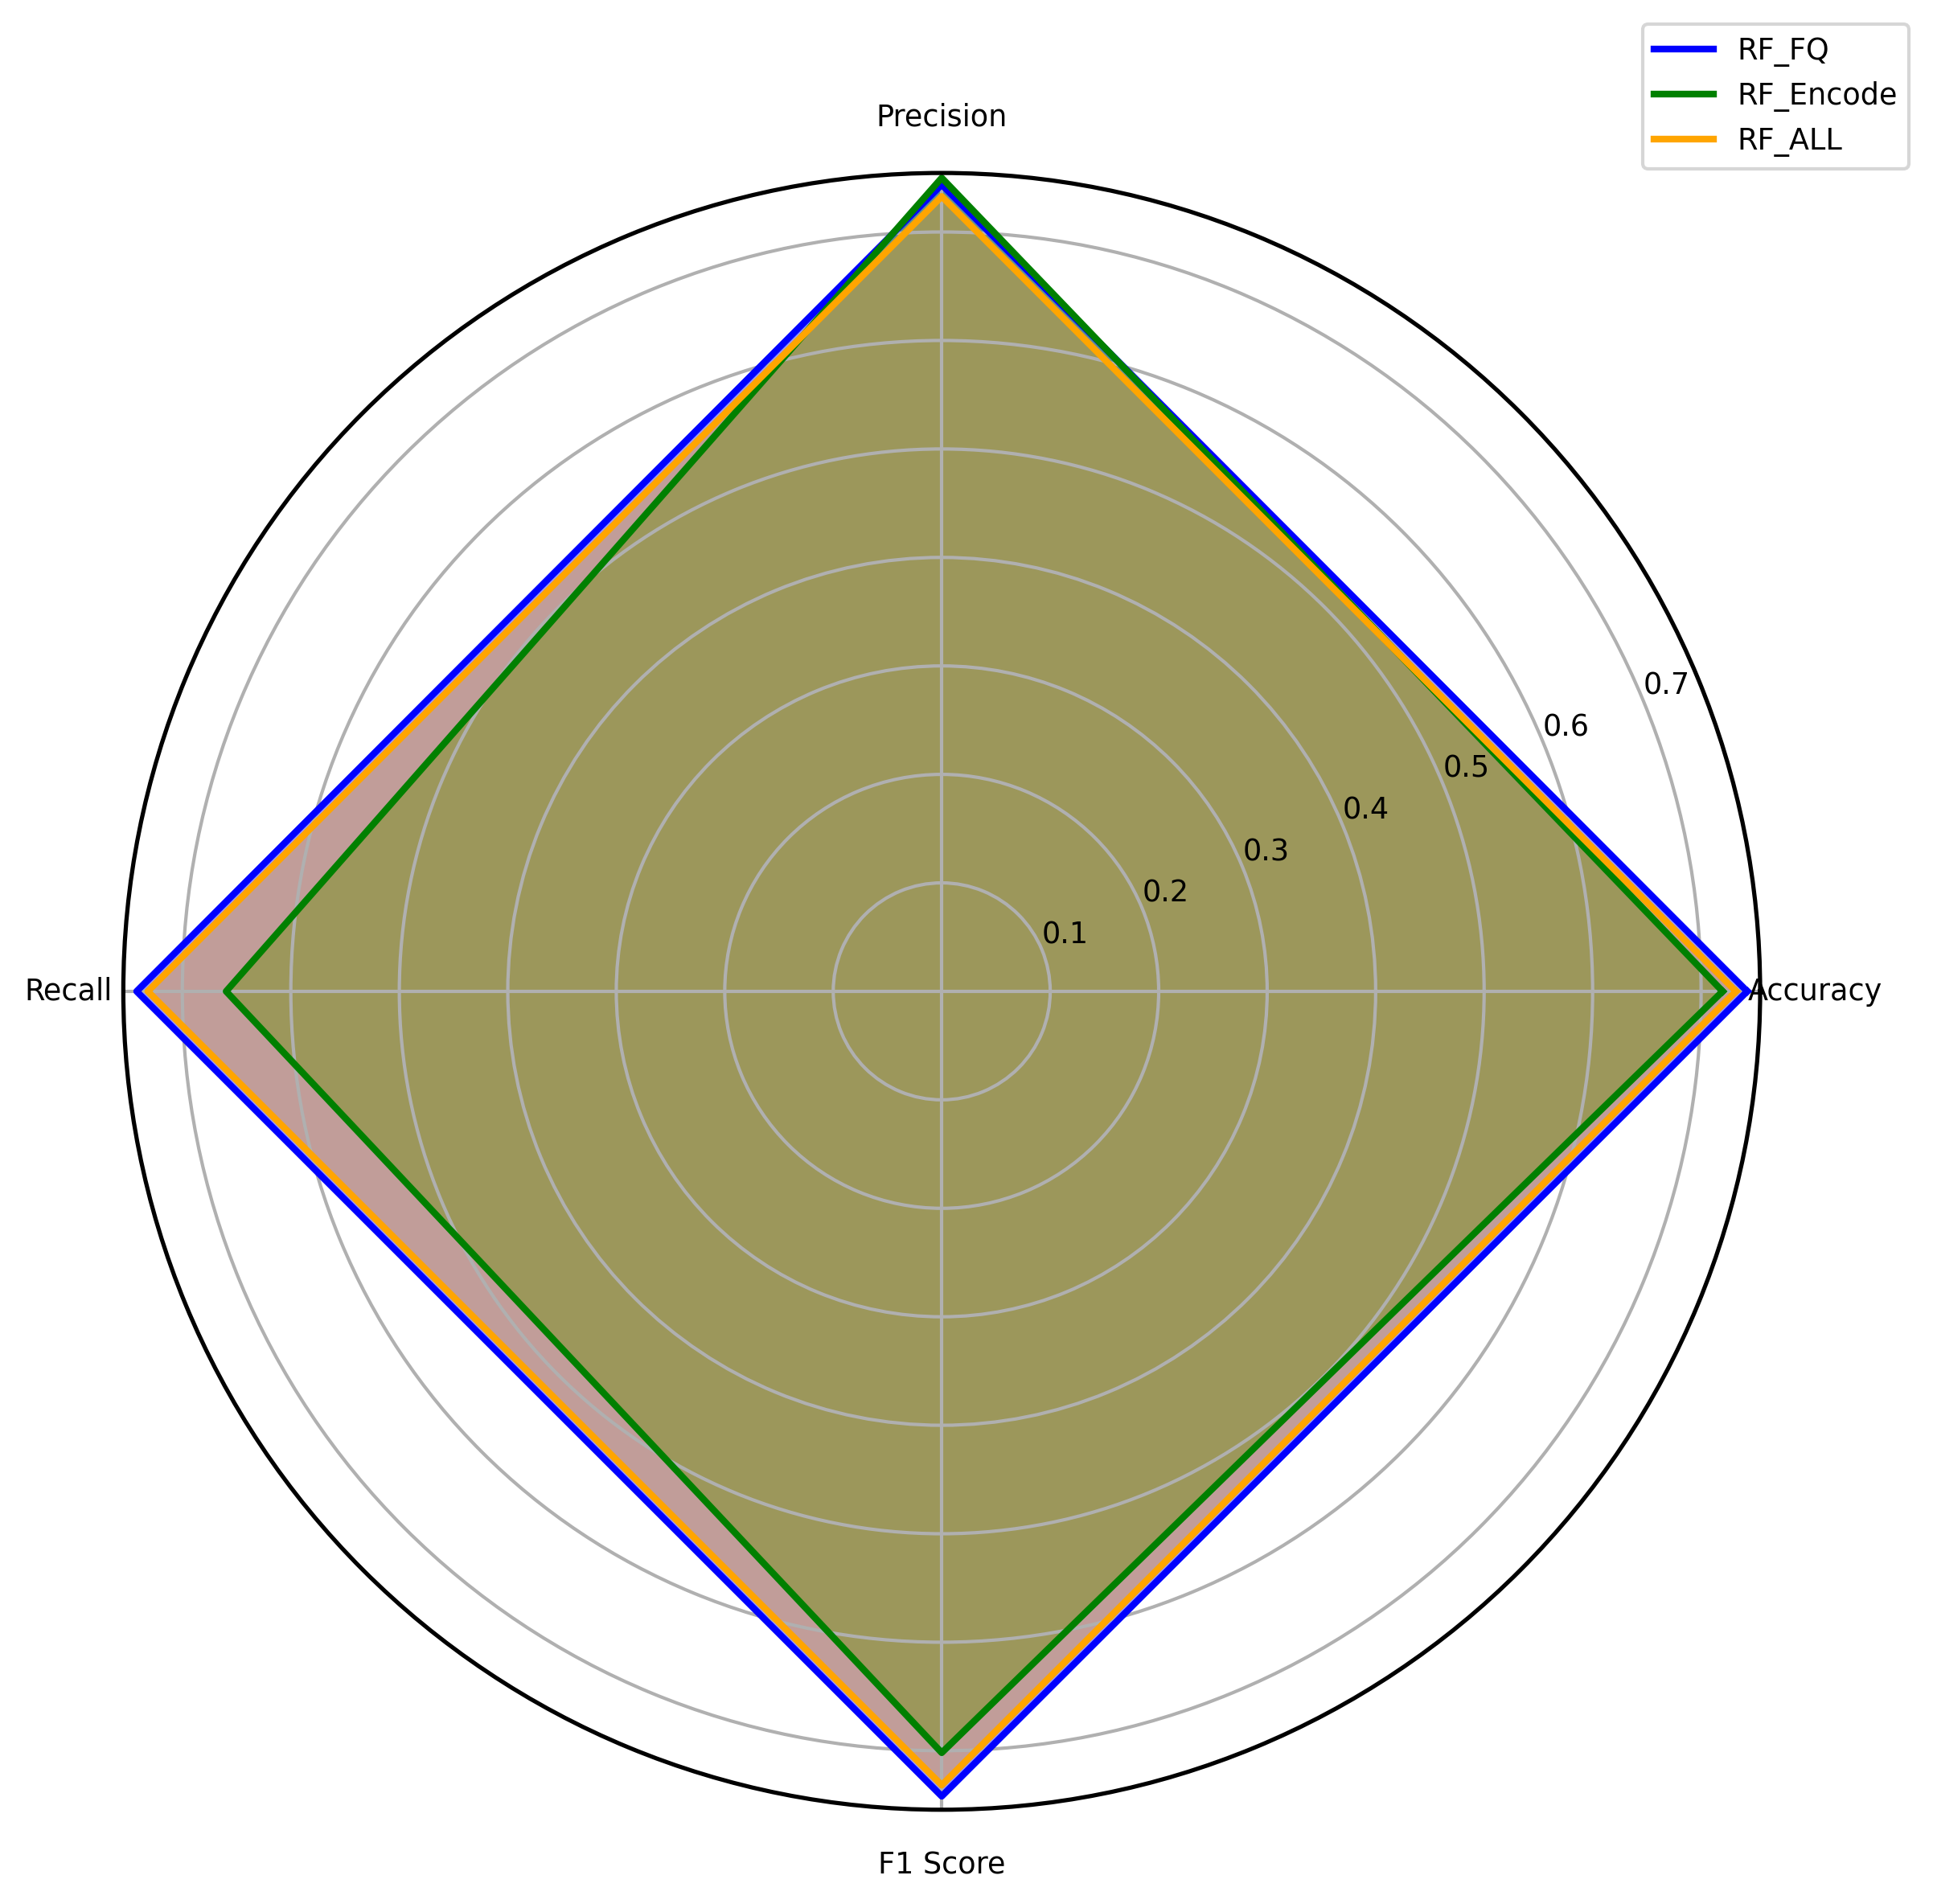 RF_FQ
RF_Encode
RF_ALL
Precision
0.7
0.6
0.5
0.4
0.3
0.2
0.1
Recall
Accuracy
F1 Score